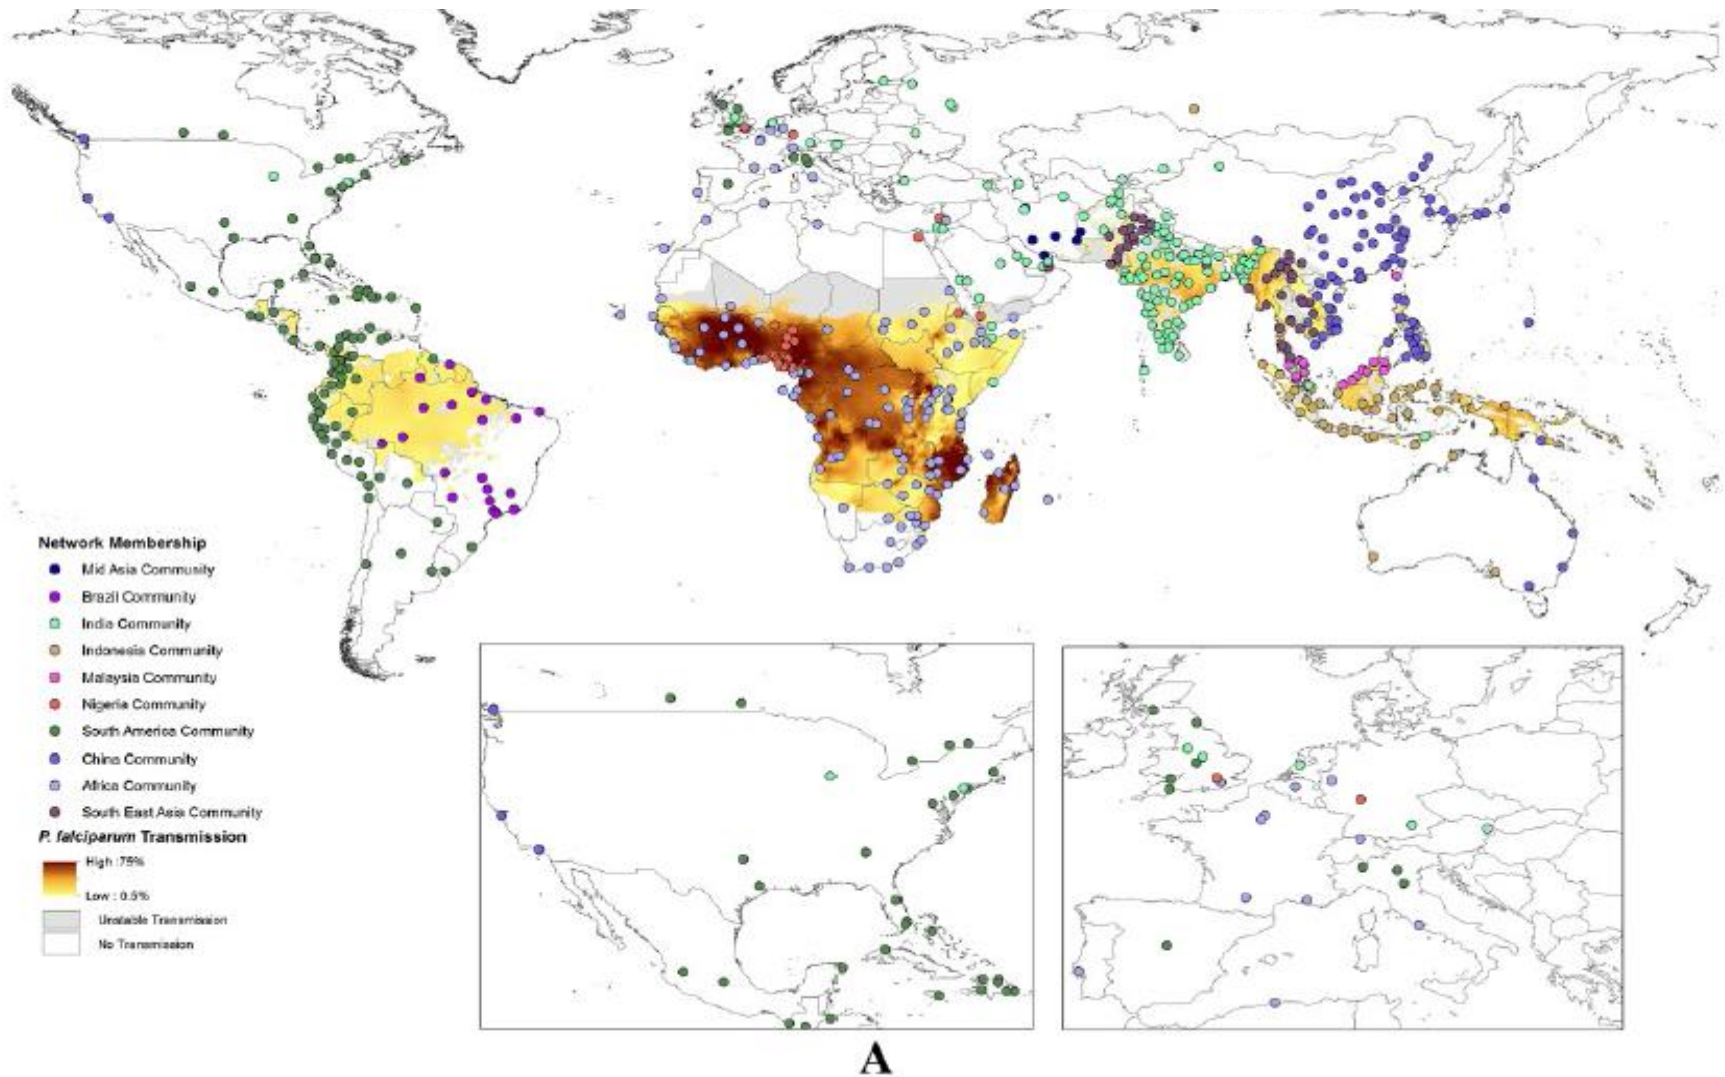 Network Membership
Mid Asia Community
Brazil Community
India Community
Indonesia Community
Malaysia Community
Nigeria Community
South America Community
China Community
Africa Community
South East Asia Community
P. falciparum Transmission
High :75%
Low : 0.5%
Unstable Transmission
No Transmission
A